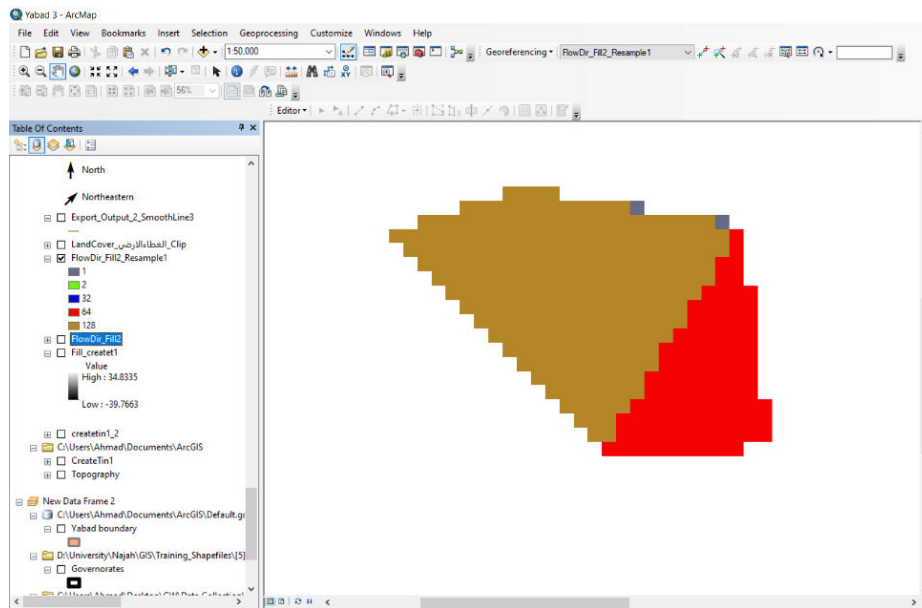 Yabad 3 - ArcMap
File Edit View Bookmarks Insert Selection Geoprocessing Customize Windows Help
1:50.000 Georeferencing FlowDir_Fill2_Resample1
56%
Editor
Table Of Contents
North
Northeastern
Export_Output_2_SmoothLine3
LandCover_الغطاءالارضي_Clip
FlowDir_Fill2_Resample1
1
2
32
64
128
FlowDir_Fill2
Fill_createt1
Value
High : 34.8335
Low : -39.7663
createtin1_2
C:\Users\Ahmad\Documents\ArcGIS
CreateTin1
Topography
New Data Frame 2
C:\Users\Ahmad\Documents\ArcGIS\Default.gd
Yabad boundary
D:\University\Najah\GIS\Training_Shapefiles\[5]
Governorates